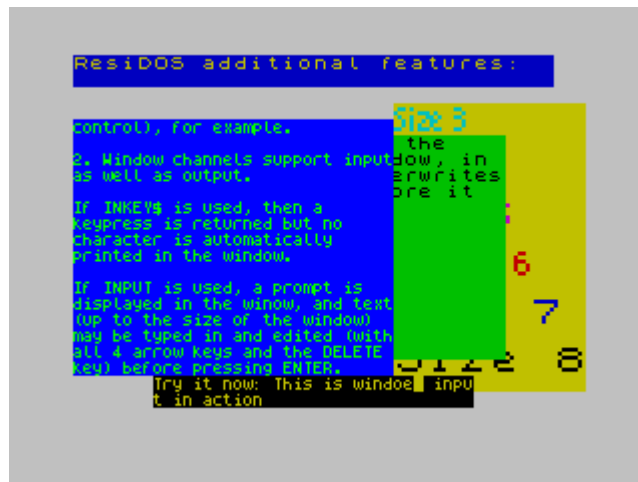 ResiDOS additional features:
Size 3
control), for example.
2. Window channels support input
as well as output.
If INKEY$ is used, then a
keypress is returned but no
character is automatically
printed in the window.
If INPUT is used, a prompt is
displayed in the winow, and text
(up to the size of the window)
may be typed in and edited (with
all 4 arrow keys and the DELETE
key) before pressing ENTER.
the
dow, in
erwrites
ore it
6
7
Size 8
Try it now: This is windoe inpu
t in action